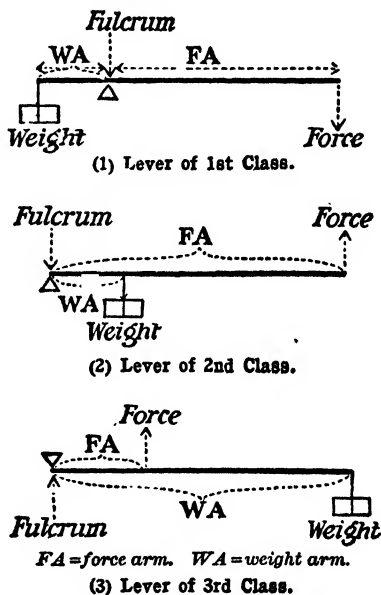 Fulcrum
WA FA
Weight Force
(1) Lever of 1st Class.
Fulcrum Force
FA
WA
Weight
(2) Lever of 2nd Class.
Force
FA
WA
Fulcrum Weight
FA=force arm. WA=weight arm.
(3) Lever of 3rd Class.